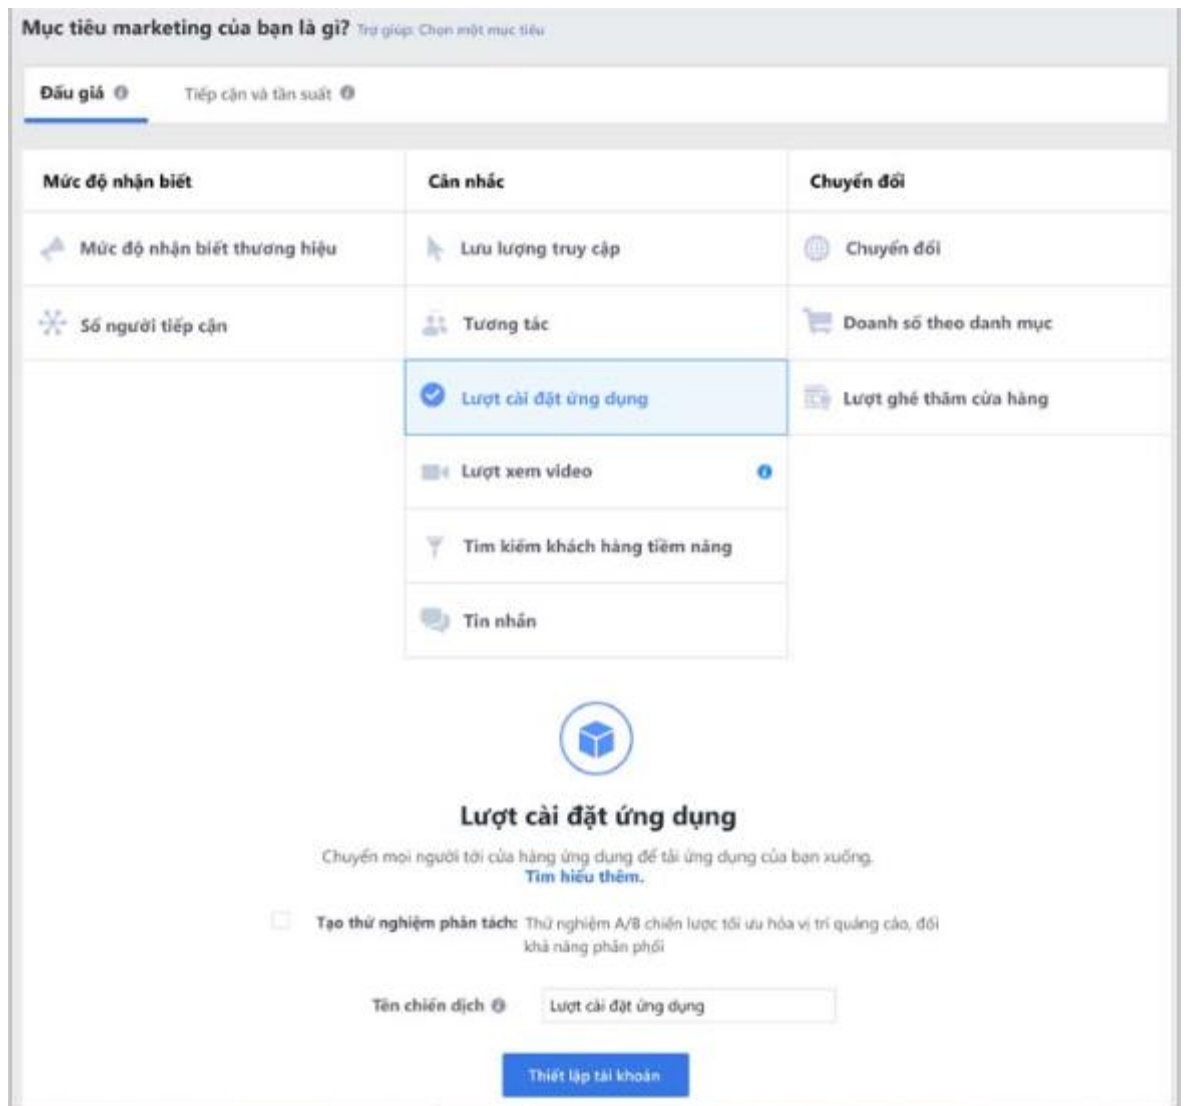 Mục tiêu marketing của bạn là gì? Trợ giúp: Chọn một mục tiêu
Đấu giá Tiếp cận và tần suất
Mức độ nhận biết Cân nhắc Chuyển đổi
Mức độ nhận biết thương hiệu Lưu lượng truy cập Chuyển đổi
Số người tiếp cận Tương tác Doanh số theo danh mục
Lượt cài đặt ứng dụng Lượt ghé thăm cửa hàng
Lượt xem video
Tìm kiếm khách hàng tiềm năng
Tin nhắn
Lượt cài đặt ứng dụng
Chuyển mọi người tới cửa hàng ứng dụng để tải ứng dụng của bạn xuống.
Tìm hiểu thêm.
Tạo thử nghiệm phân tách: Thử nghiệm A/B chiến lược tối ưu hóa vị trí quảng cáo, đối
khả năng phân phối
Tên chiến dịch Lượt cài đặt ứng dụng
Thiết lập tài khoản